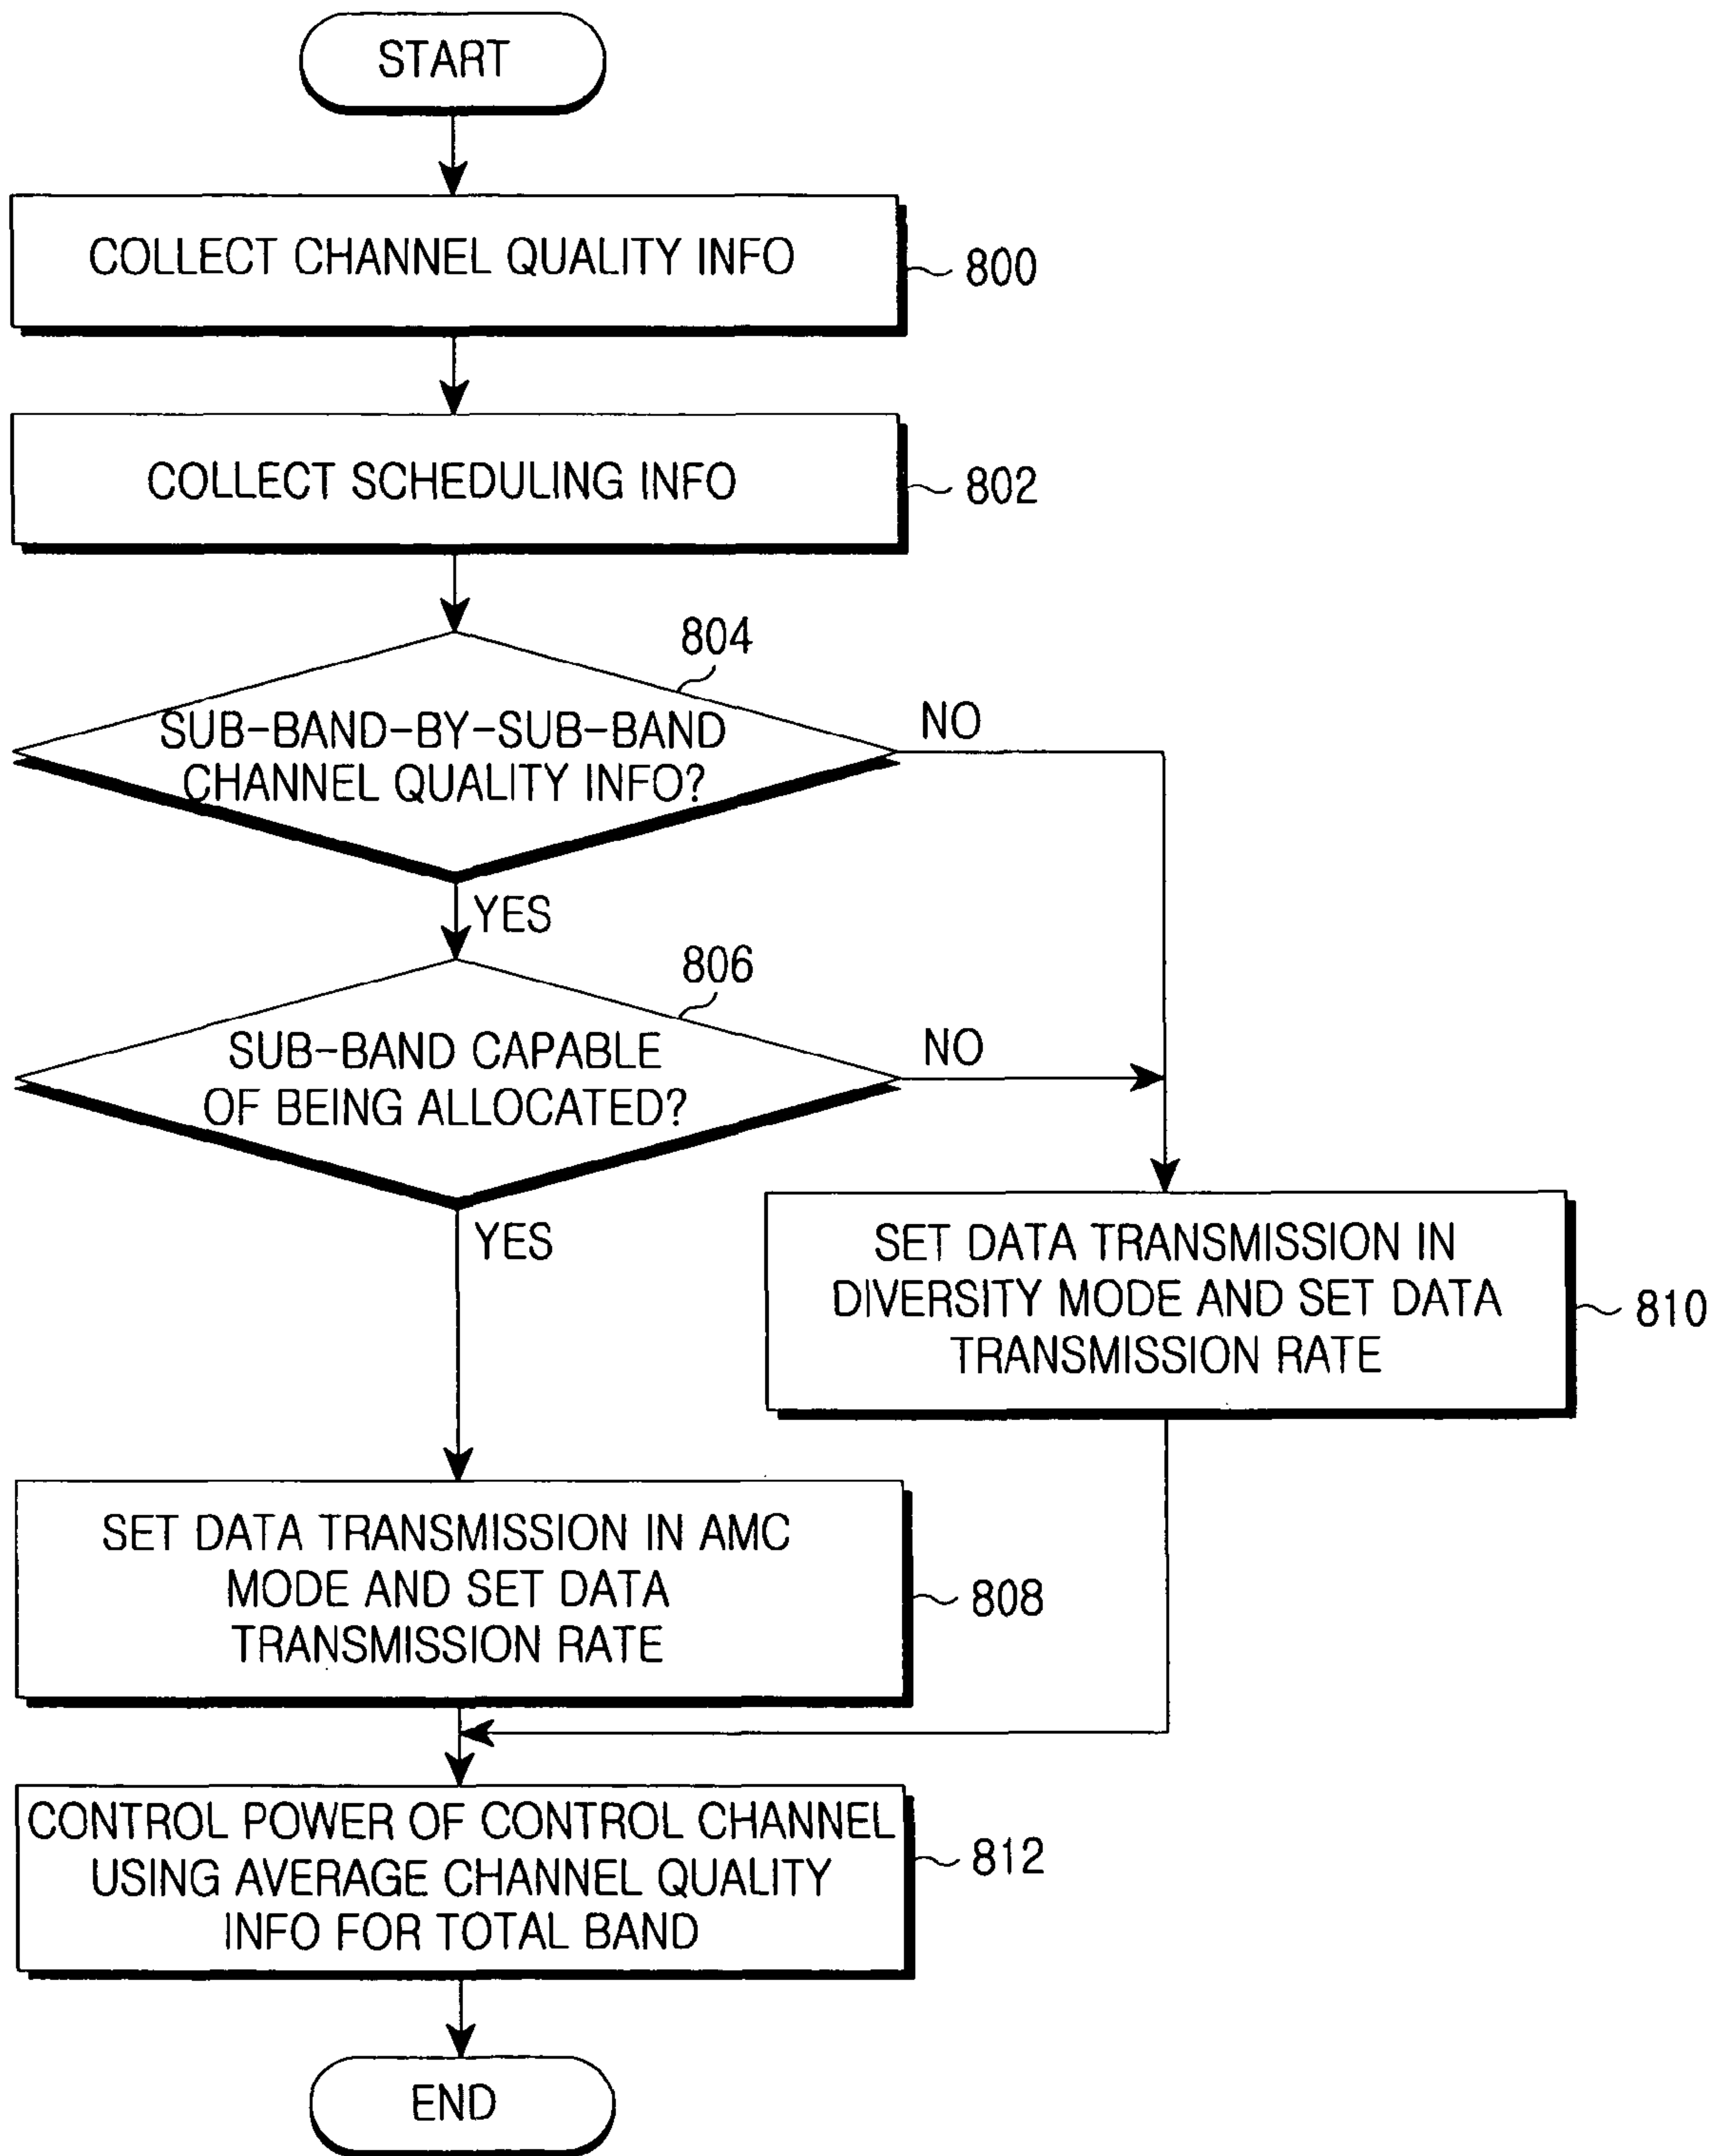 START
COLLECT CHANNEL QUALITY INFO
800
COLLECT SCHEDULING INFO
802
804
SUB-BAND-BY-SUB-BAND
CHANNEL QUALITY INFO?
NO
YES
806
SUB-BAND CAPABLE
OF BEING ALLOCATED?
NO
YES
SET DATA TRANSMISSION IN
DIVERSITY MODE AND SET DATA
TRANSMISSION RATE
810
SET DATA TRANSMISSION IN AMC
MODE AND SET DATA
TRANSMISSION RATE
808
CONTROL POWER OF CONTROL CHANNEL
USING AVERAGE CHANNEL QUALITY
INFO FOR TOTAL BAND
812
END